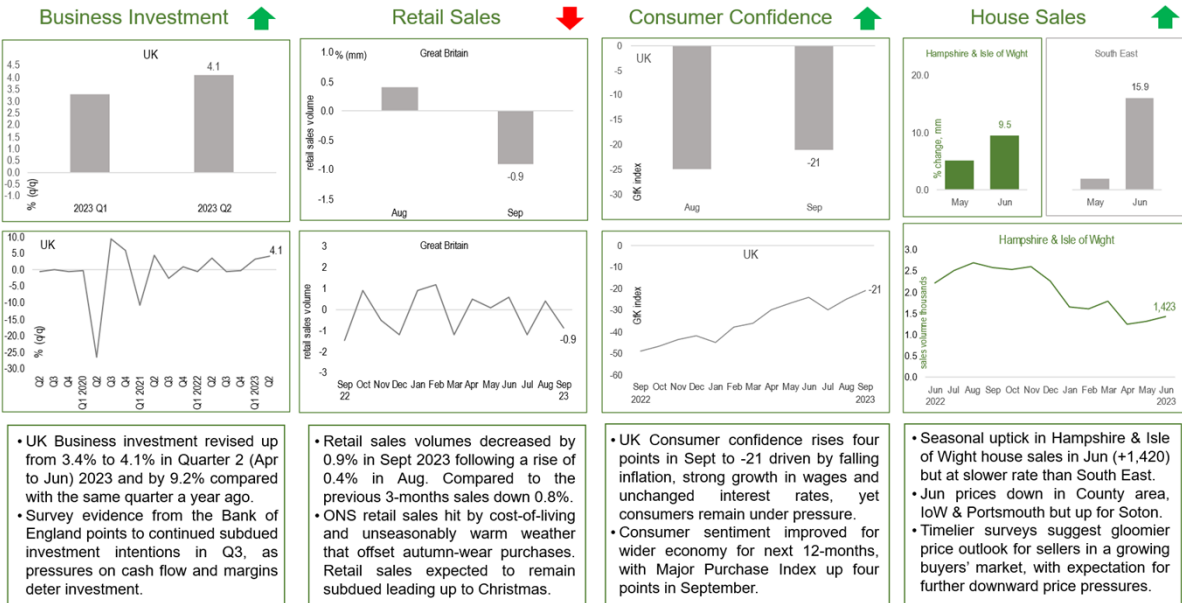 Business Investment
Retail Sales
Consumer Confidence
House Sales
UK
4.5
4.0
3.5
3.0
2.5
2.0
1.5
1.0
0.5
0.0
-0.5
-1.0
% (q/q)
4.1
2023 Q1
2023 Q2
% (mm)
Great Britain
1.0
0.5
0.0
-0.5
-1.0
-1.5
retail sales volume
-0.9
Aug
Sep
UK
0
-5
-10
-15
-20
-25
-30
GfK index
-21
Aug
Sep
Hampshire & Isle of Wight
20.0
10.0
0.0
% change, mm
9.5
May
Jun
South East
15.9
May
Jun
UK
10.0
5.0
0.0
-5.0
-10.0
-15.0
-20.0
-25.0
-30.0
% (q/q)
4.1
Q2
Q3
Q4
Q1 2020
Q2
Q3
Q4
Q1 2021
Q2
Q3
Q4
Q1 2022
Q2
Q3
Q4
Q1 2023
Q2
Great Britain
3
2
1
0
-1
-2
-3
retail sales volume
-0.9
Sep Oct Nov Dec Jan Feb Mar Apr May Jun Jul Aug Sep
22 23
UK
0
-10
-20
-30
-40
-50
-60
GfK index
-21
Sep Oct Nov Dec Jan Feb Mar Apr May Jun Jul Aug Sep
2022 2023
Hampshire & Isle of Wight
3.0
2.5
2.0
1.5
1.0
0.5
0.0
sales volumne thousands
1,423
Jun Jul Aug Sep Oct Nov Dec Jan Feb Mar Apr May Jun
2022 2023
• UK Business investment revised up
from 3.4% to 4.1% in Quarter 2 (Apr
to Jun) 2023 and by 9.2% compared
with the same quarter a year ago.
• Survey evidence from the Bank of
England points to continued subdued
investment intentions in Q3, as
pressures on cash flow and margins
deter investment.
• Retail sales volumes decreased by
0.9% in Sept 2023 following a rise of
0.4% in Aug. Compared to the
previous 3-months sales down 0.8%.
• ONS retail sales hit by cost-of-living
and unseasonably warm weather
that offset autumn-wear purchases.
Retail sales expected to remain
subdued leading up to Christmas.
• UK Consumer confidence rises four
points in Sept to -21 driven by falling
inflation, strong growth in wages and
unchanged interest rates, yet
consumers remain under pressure.
• Consumer sentiment improved for
wider economy for next 12-months,
with Major Purchase Index up four
points in September.
• Seasonal uptick in Hampshire & Isle
of Wight house sales in Jun (+1,420)
but at slower rate than South East.
• Jun prices down in County area,
IoW & Portsmouth but up for Soton.
• Timelier surveys suggest gloomier
price outlook for sellers in a growing
buyers' market, with expectation for
further downward price pressures.